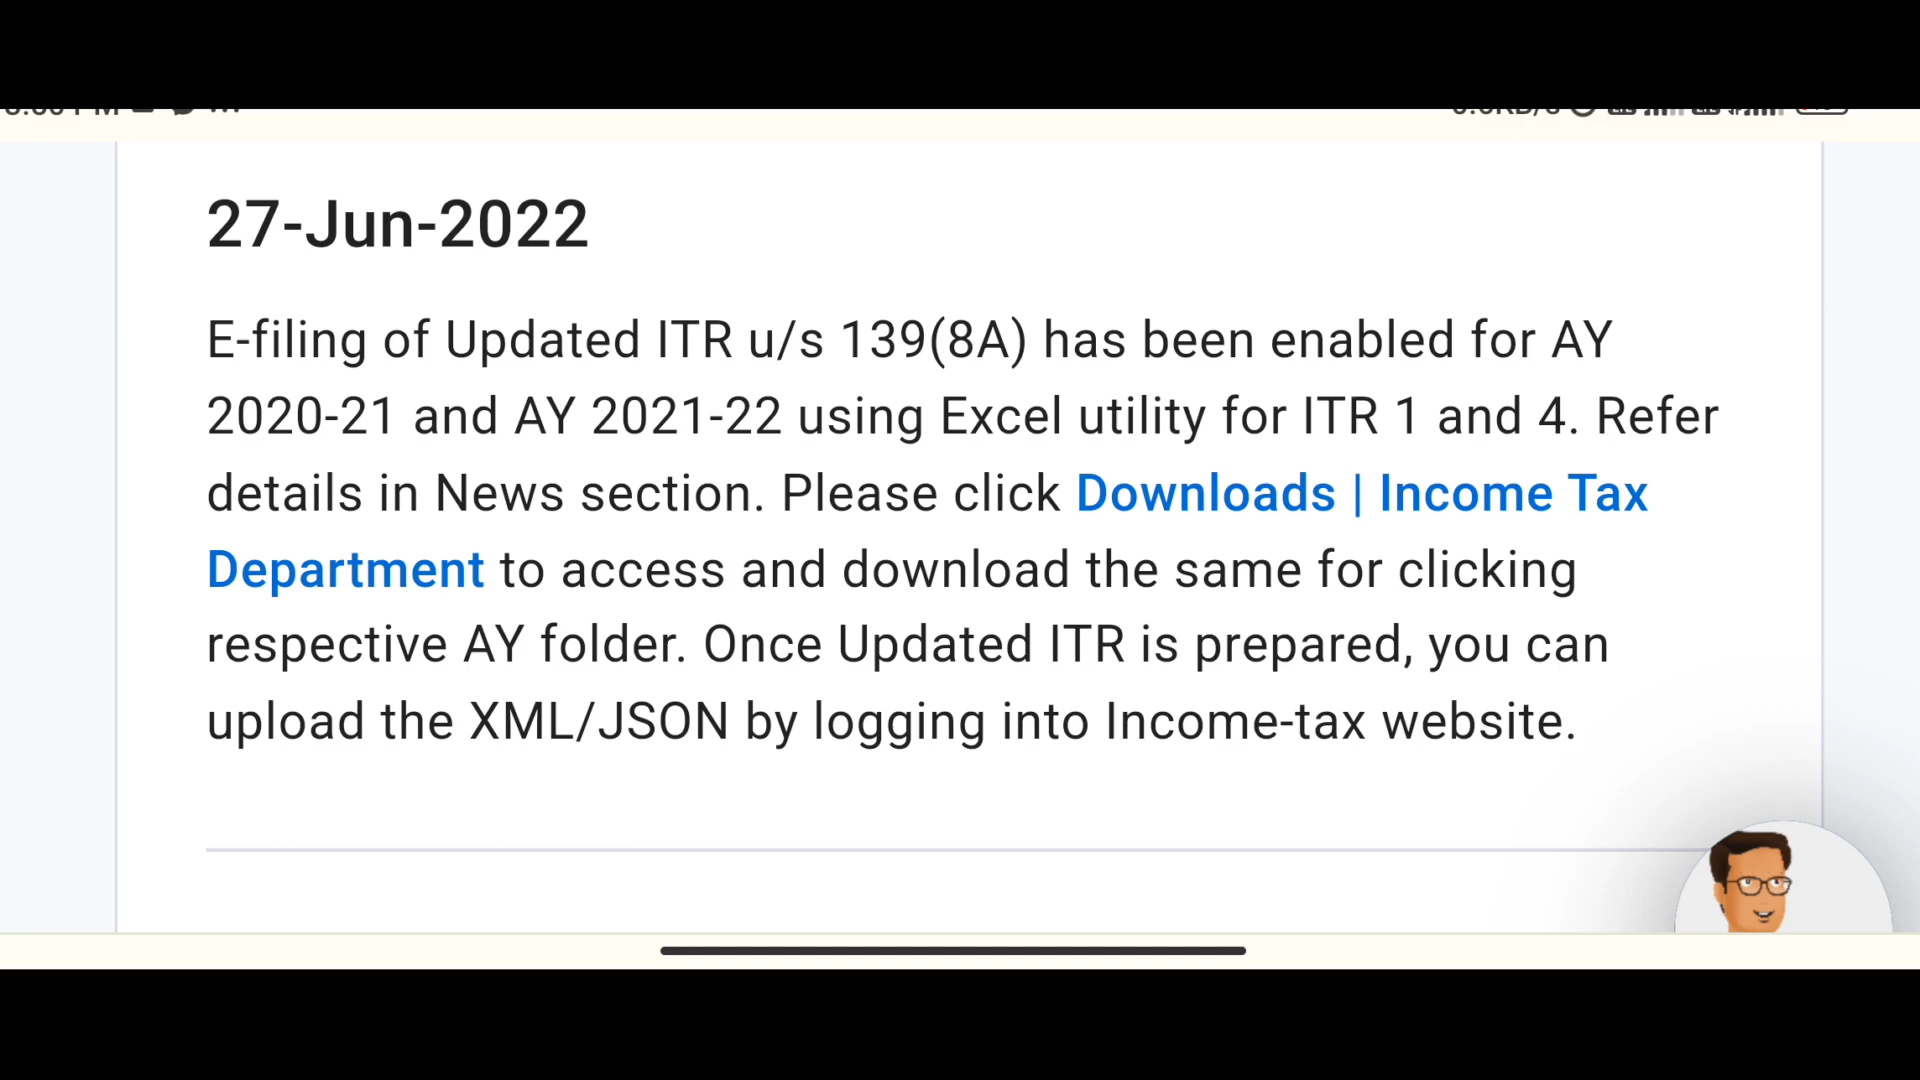 27-Jun-2022
E-filing of Updated ITR u/s 139(8A) has been enabled for AY
2020-21 and AY 2021-22 using Excel utility for ITR 1 and 4. Refer
details in News section. Please click Downloads | Income Tax
Department to access and download the same for clicking
respective AY folder. Once Updated ITR is prepared, you can
upload the XML/JSON by logging into Income-tax website.